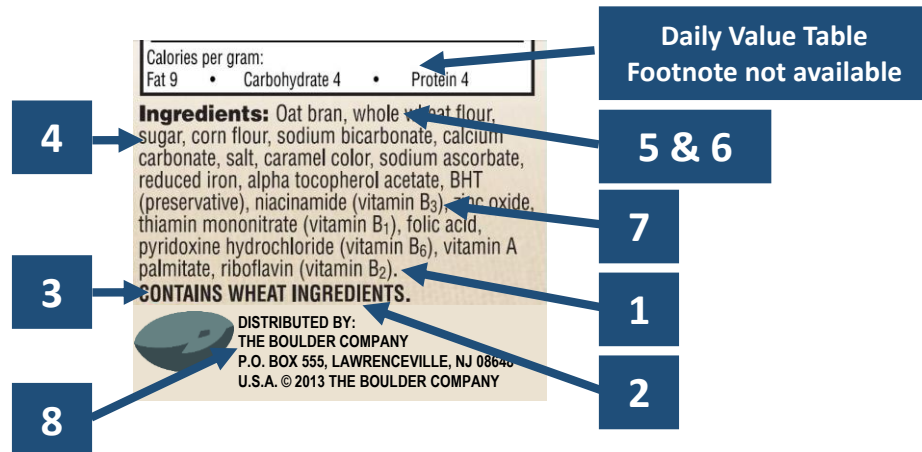 Daily Value Table
Footnote not available
Calories per gram:
Fat 9 • Carbohydrate 4 • Protein 4
Ingredients: Oat bran, whole wheat flour,
sugar, corn flour, sodium bicarbonate, calcium
carbonate, salt, caramel color, sodium ascorbate,
reduced iron, alpha tocopherol acetate, BHT
(preservative), niacinamide (vitamin B3), zinc oxide,
thiamin mononitrate (vitamin B1), folic acid,
pyridoxine hydrochloride (vitamin B6), vitamin A
palmitate, riboflavin (vitamin B2).
CONTAINS WHEAT INGREDIENTS.
DISTRIBUTED BY:
THE BOULDER COMPANY
P.O. BOX 555, LAWRENCEVILLE, NJ 08648
U.S.A. © 2013 THE BOULDER COMPANY
4
5 & 6
7
3
1
8
2